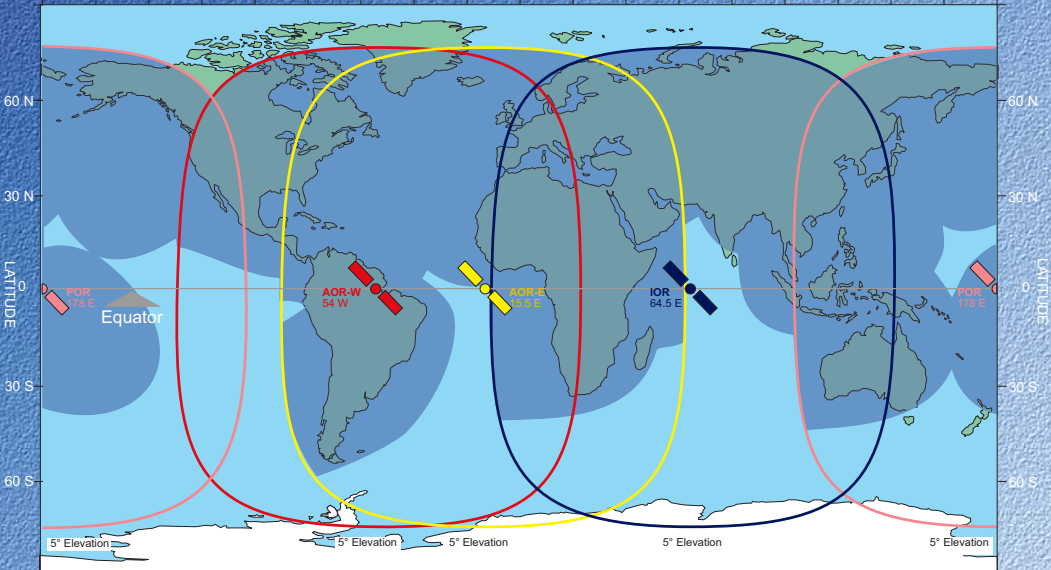 60 N
60 N
30 N
30 N
LATITUDE
LATITUDE
0
0
POR
178 E
AOR-W
54 W
AOR-E
15.5 E
IOR
64.5 E
POR
178 E
Equator
30 S
30 S
60 S
60 S
5° Elevation
5° Elevation
5° Elevation
5° Elevation
5° Elevation